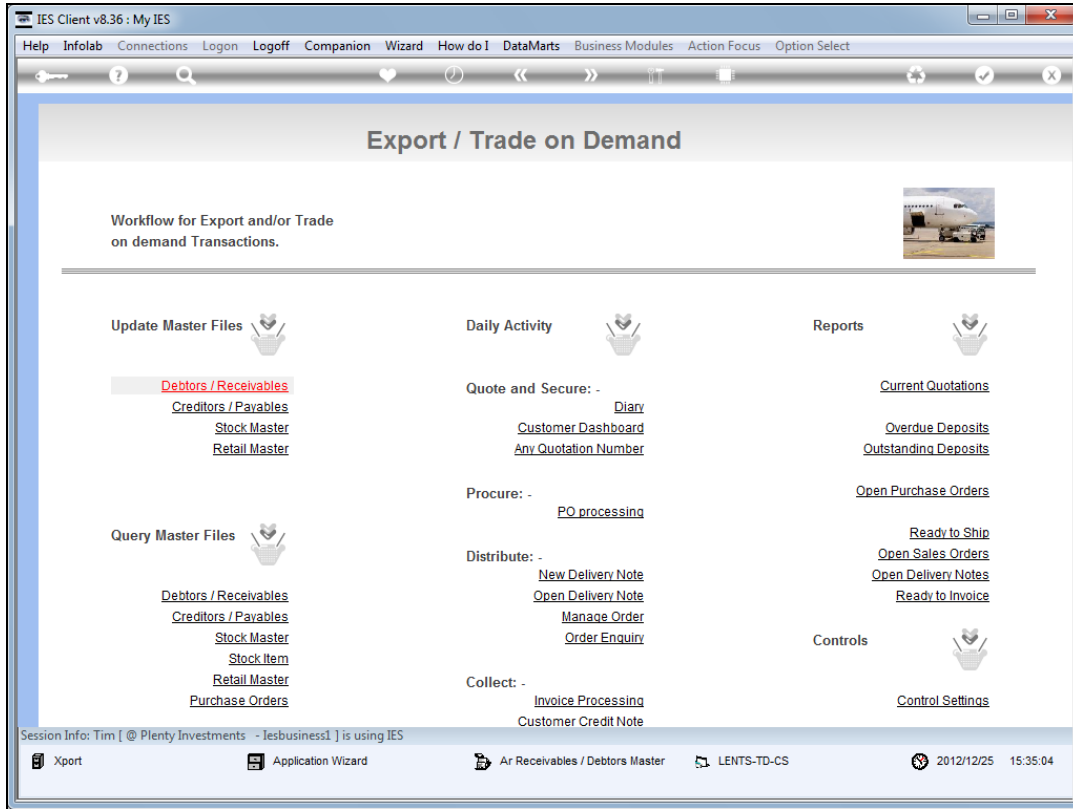 IES Client v8.36 : My IES
Help Infolab Connections Logon Logoff Companion Wizard How do I DataMarts Business Modules Action Focus Option Select
Export / Trade on Demand
Workflow for Export and/or Trade
on demand Transactions.
Update Master Files
Debtors / Receivables
Creditors / Payables
Stock Master
Retail Master
Query Master Files
Debtors / Receivables
Creditors / Payables
Stock Master
Stock Item
Retail Master
Purchase Orders
Daily Activity
Quote and Secure: -
Diary
Customer Dashboard
Any Quotation Number
Procure: -
PO processing
Distribute: -
New Delivery Note
Open Delivery Note
Manage Order
Order Enquiry
Collect: -
Invoice Processing
Customer Credit Note
Reports
Current Quotations
Overdue Deposits
Outstanding Deposits
Open Purchase Orders
Ready to Ship
Open Sales Orders
Open Delivery Notes
Ready to Invoice
Controls
Control Settings
Session Info: Tim [ @ Plenty Investments - Iesbusiness1 ] is using IES
Xport Application Wizard Ar Receivables / Debtors Master LENTS-TD-CS 2012/12/25 15:35:04